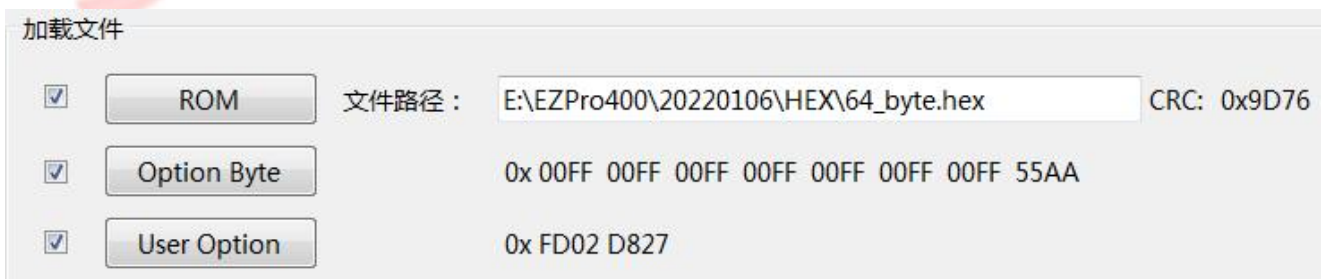 加载文件
ROM 文件路径： E:\EZPro400\20220106\HEX\64_byte.hex CRC: 0x9D76
Option Byte 0x 00FF 00FF 00FF 00FF 00FF 00FF 00FF 55AA
User Option 0x FD02 D827